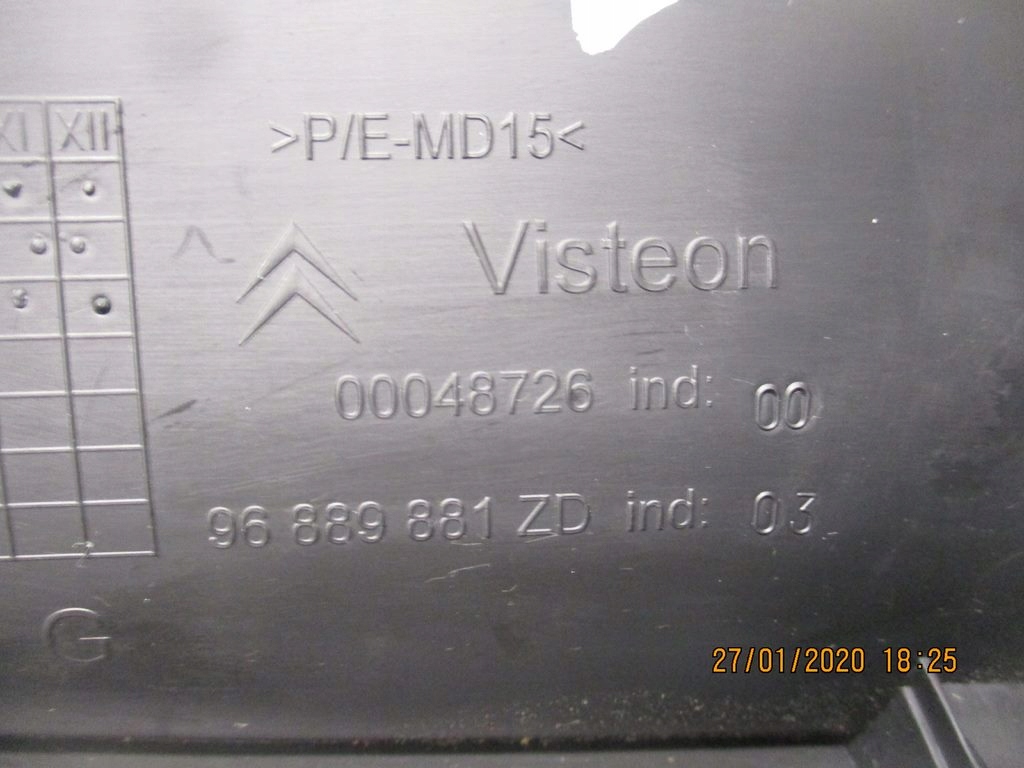 XI XII
>P/E-MD15<
Visteon
00048726 ind: 00
96 889 881 ZD ind: 03
G
27/01/2020 18:25